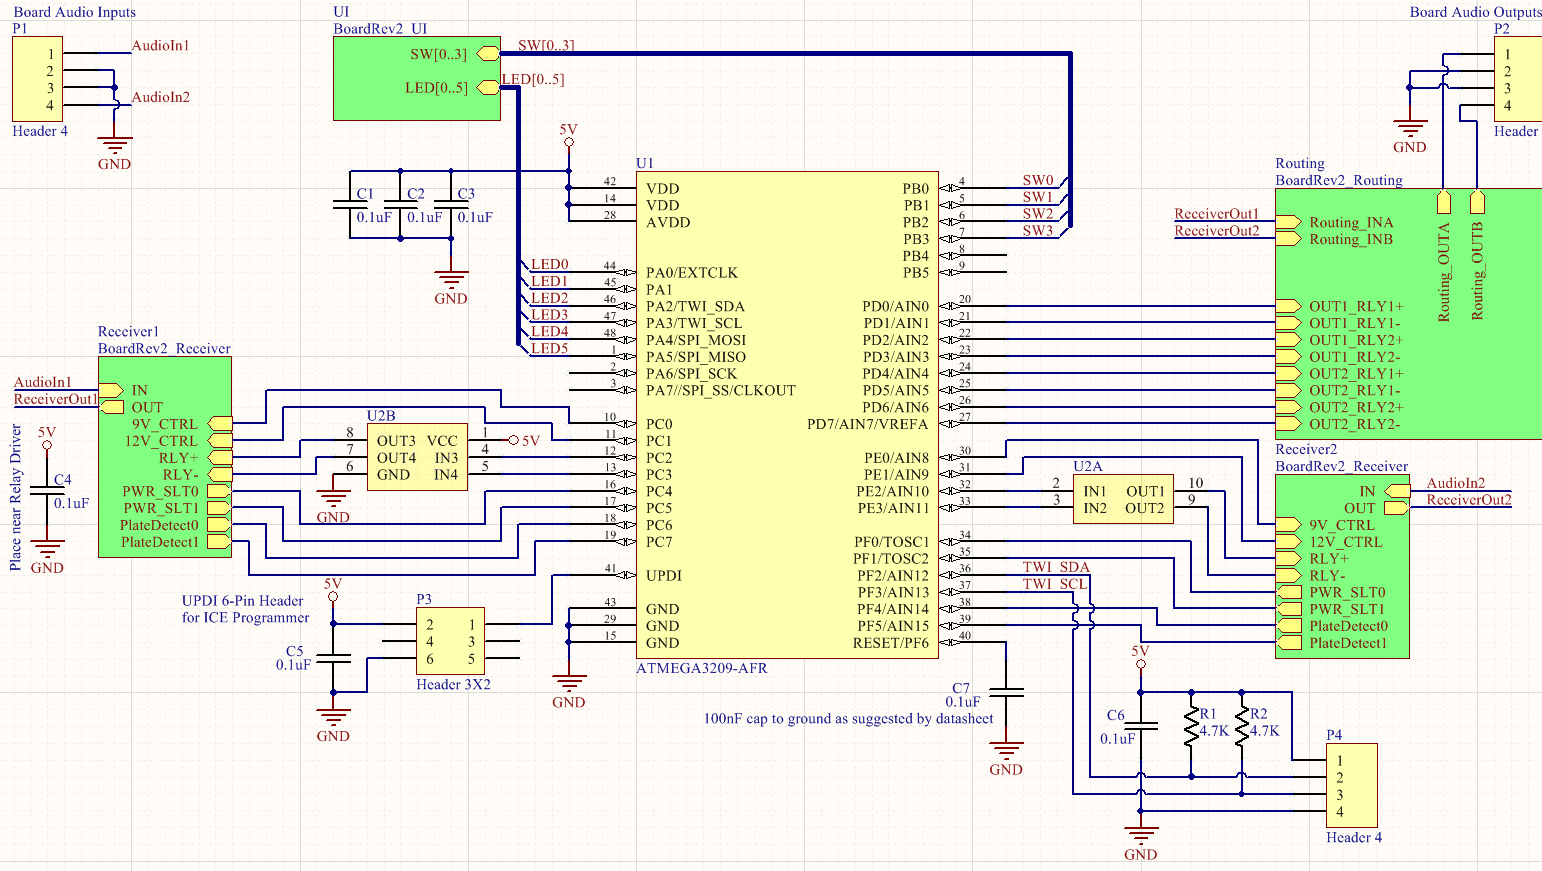 Board Audio Inputs
P1
1
2
3
4
AudioIn1
AudioIn2
Header 4
GND
UI
BoardRev2_UI
SW[0..3]
LED[0..5]
SW[0..3]
LED[0..5]
Board Audio Outputs
P2
1
2
3
4
Header
GND
5V
C1
0.1uF
C2
0.1uF
C3
0.1uF
GND
U1
42 VDD
14 VDD
28 AVDD
LED0 44 PA0/EXTCLK
LED1 45 PA1
LED2 46 PA2/TWI_SDA
LED3 47 PA3/TWI_SCL
LED4 48 PA4/SPI_MOSI
LED5 1 PA5/SPI_MISO
2 PA6/SPI_SCK
3 PA7//SPI_SS/CLKOUT
10 PC0
11 PC1
12 PC2
13 PC3
16 PC4
17 PC5
18 PC6
19 PC7
41 UPDI
43 GND
29 GND
15 GND
PB0 4 SW0
PB1 5 SW1
PB2 6 SW2
PB3 7 SW3
PB4 8
PB5 9
PD0/AIN0 20
PD1/AIN1 21
PD2/AIN2 22
PD3/AIN3 23
PD4/AIN4 24
PD5/AIN5 25
PD6/AIN6 26
PD7/AIN7/VREFA 27
PE0/AIN8 30
PE1/AIN9 31
PE2/AIN10 32
PE3/AIN11 33
PF0/TOSC1 34
PF1/TOSC2 35
PF2/AIN12 36 TWI_SDA
PF3/AIN13 37 TWI_SCL
PF4/AIN14 38
PF5/AIN15 39
RESET/PF6 40
ATMEGA3209-AFR
GND
Routing
BoardRev2_Routing
ReceiverOut1
ReceiverOut2
Routing_INA
Routing_INB
Routing_OUTA
Routing_OUTB
OUT1_RLY1+
OUT1_RLY1-
OUT1_RLY2+
OUT1_RLY2-
OUT2_RLY1+
OUT2_RLY1-
OUT2_RLY2+
OUT2_RLY2-
Receiver1
BoardRev2_Receiver
AudioIn1
ReceiverOut1
IN
OUT
9V_CTRL
12V_CTRL
RLY+
RLY-
PWR_SLT0
PWR_SLT1
PlateDetect0
PlateDetect1
Place near Relay Driver
5V
C4
0.1uF
GND
U2B
8 OUT3 VCC 1 5V
7 OUT4 IN3 4
6 GND IN4 5
GND
U2A
2 IN1 OUT1 10
3 IN2 OUT2 9
Receiver2
BoardRev2_Receiver
IN AudioIn2
OUT ReceiverOut2
9V_CTRL
12V_CTRL
RLY+
RLY-
PWR_SLT0
PWR_SLT1
PlateDetect0
PlateDetect1
UPDI 6-Pin Header
for ICE Programmer
5V
C5
0.1uF
GND
P3
2 1
4 3
6 5
Header 3X2
C7
0.1uF
100nF cap to ground as suggested by datasheet
GND
5V
C6
0.1uF
R1
4.7K
R2
4.7K
GND
P4
1
2
3
4
Header 4